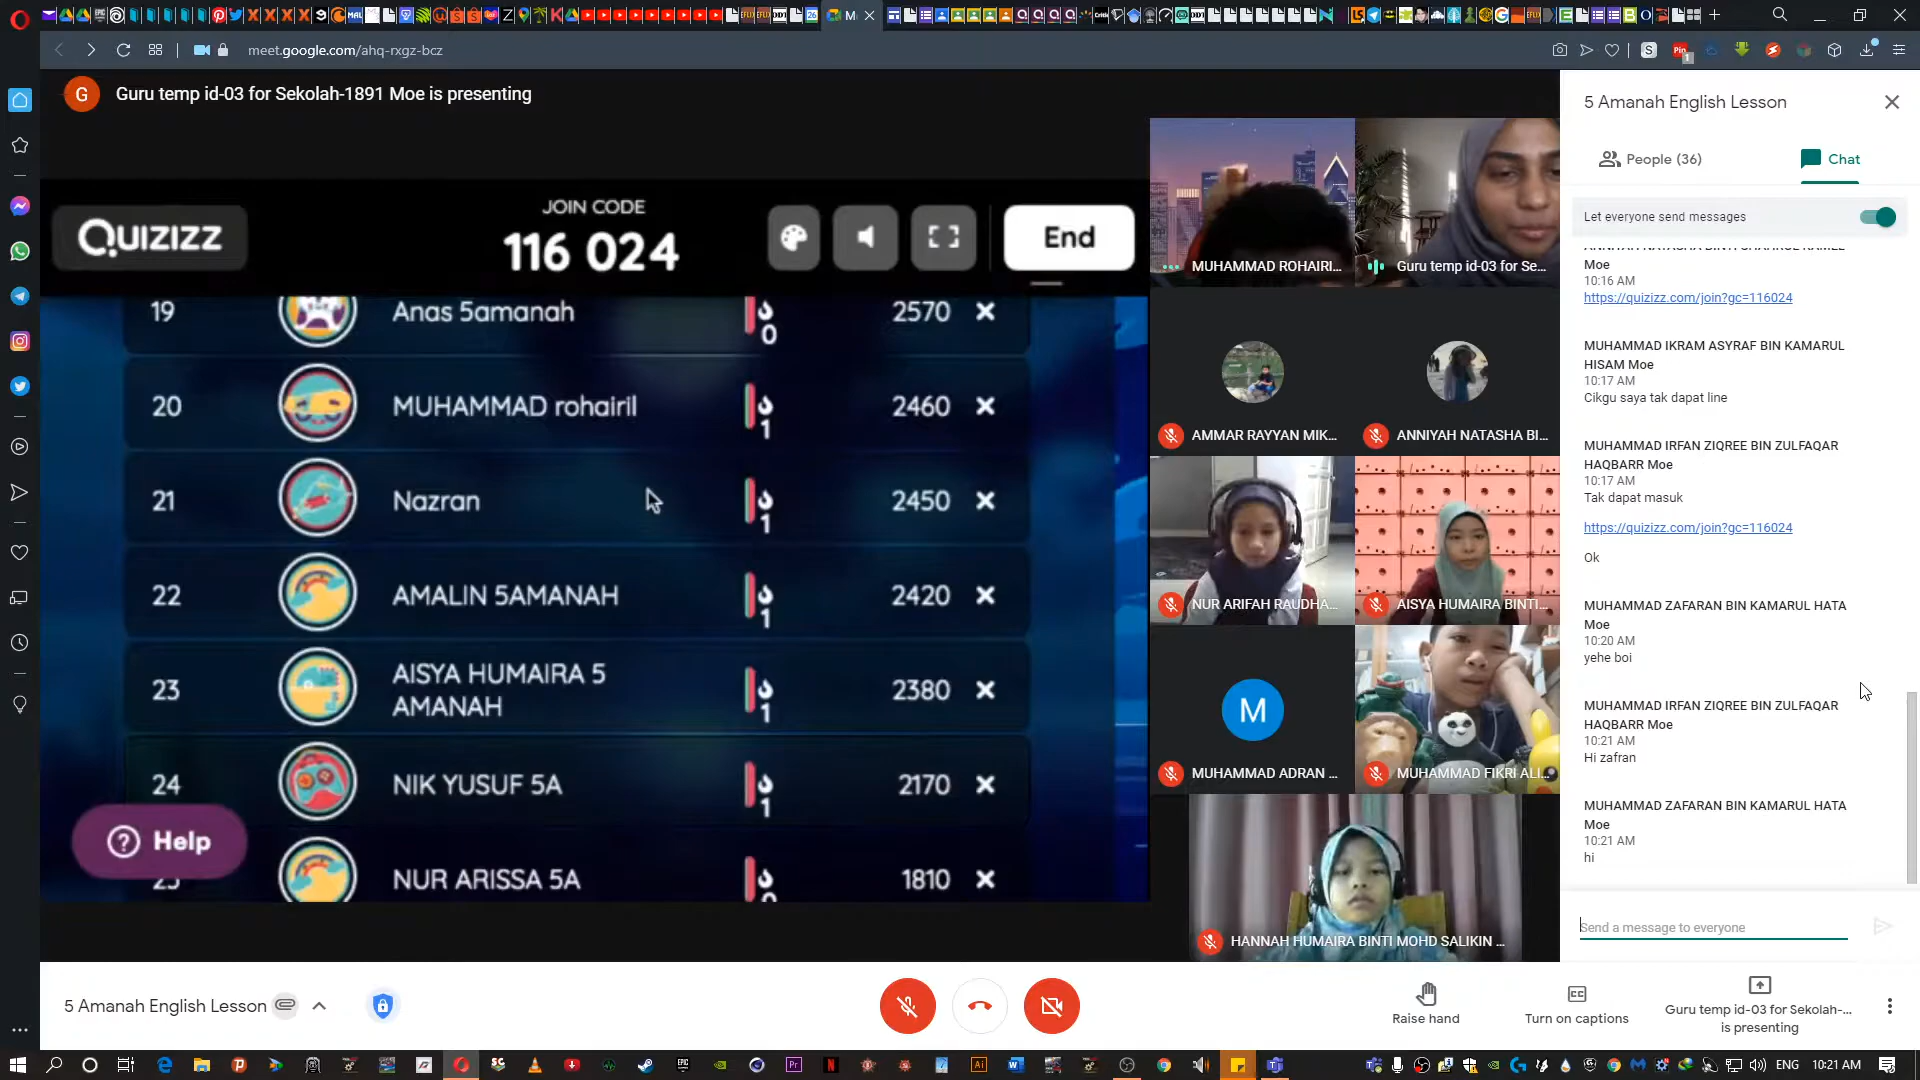 meet.google.com/ahq-rxgz-bcz
G
Guru temp id-03 for Sekolah-1891 Moe is presenting
QUIZIZZ
JOIN CODE
116 024
End
19 Anas 5amanah 0 2570
20 MUHAMMAD rohairil 1 2460
21 Nazran 1 2450
22 AMALIN 5AMANAH 1 2420
23 AISYA HUMAIRA 5 AMANAH 1 2380
24 NIK YUSUF 5A 1 2170
25 NUR ARISSA 5A 1810
Help
MUHAMMAD ROHAIRI...
Guru temp id-03 for Se...
AMMAR RAYYAN MIK...
ANNIYAH NATASHA BI...
NUR ARIFAH RAUDHA...
AISYA HUMAIRA BINTI...
M
MUHAMMAD ADRAN ...
MUHAMMAD FIKRI ALI...
HANNAH HUMAIRA BINTI MOHD SALIKIN ...
5 Amanah English Lesson
People (36)
Chat
Let everyone send messages
Moe
10:16 AM
https://quizizz.com/join?gc=116024
MUHAMMAD IKRAM ASYRAF BIN KAMARUL
HISAM Moe
10:17 AM
Cikgu saya tak dapat line
MUHAMMAD IRFAN ZIQREE BIN ZULFAQAR
HAQBARR Moe
10:17 AM
Tak dapat masuk
https://quizizz.com/join?gc=116024
Ok
MUHAMMAD ZAFARAN BIN KAMARUL HATA
Moe
10:20 AM
yehe boi
MUHAMMAD IRFAN ZIQREE BIN ZULFAQAR
HAQBARR Moe
10:21 AM
Hi zafran
MUHAMMAD ZAFARAN BIN KAMARUL HATA
Moe
10:21 AM
hi
Send a message to everyone
5 Amanah English Lesson
Raise hand
Turn on captions
Guru temp id-03 for Sekolah-...
is presenting
ENG
10:21 AM